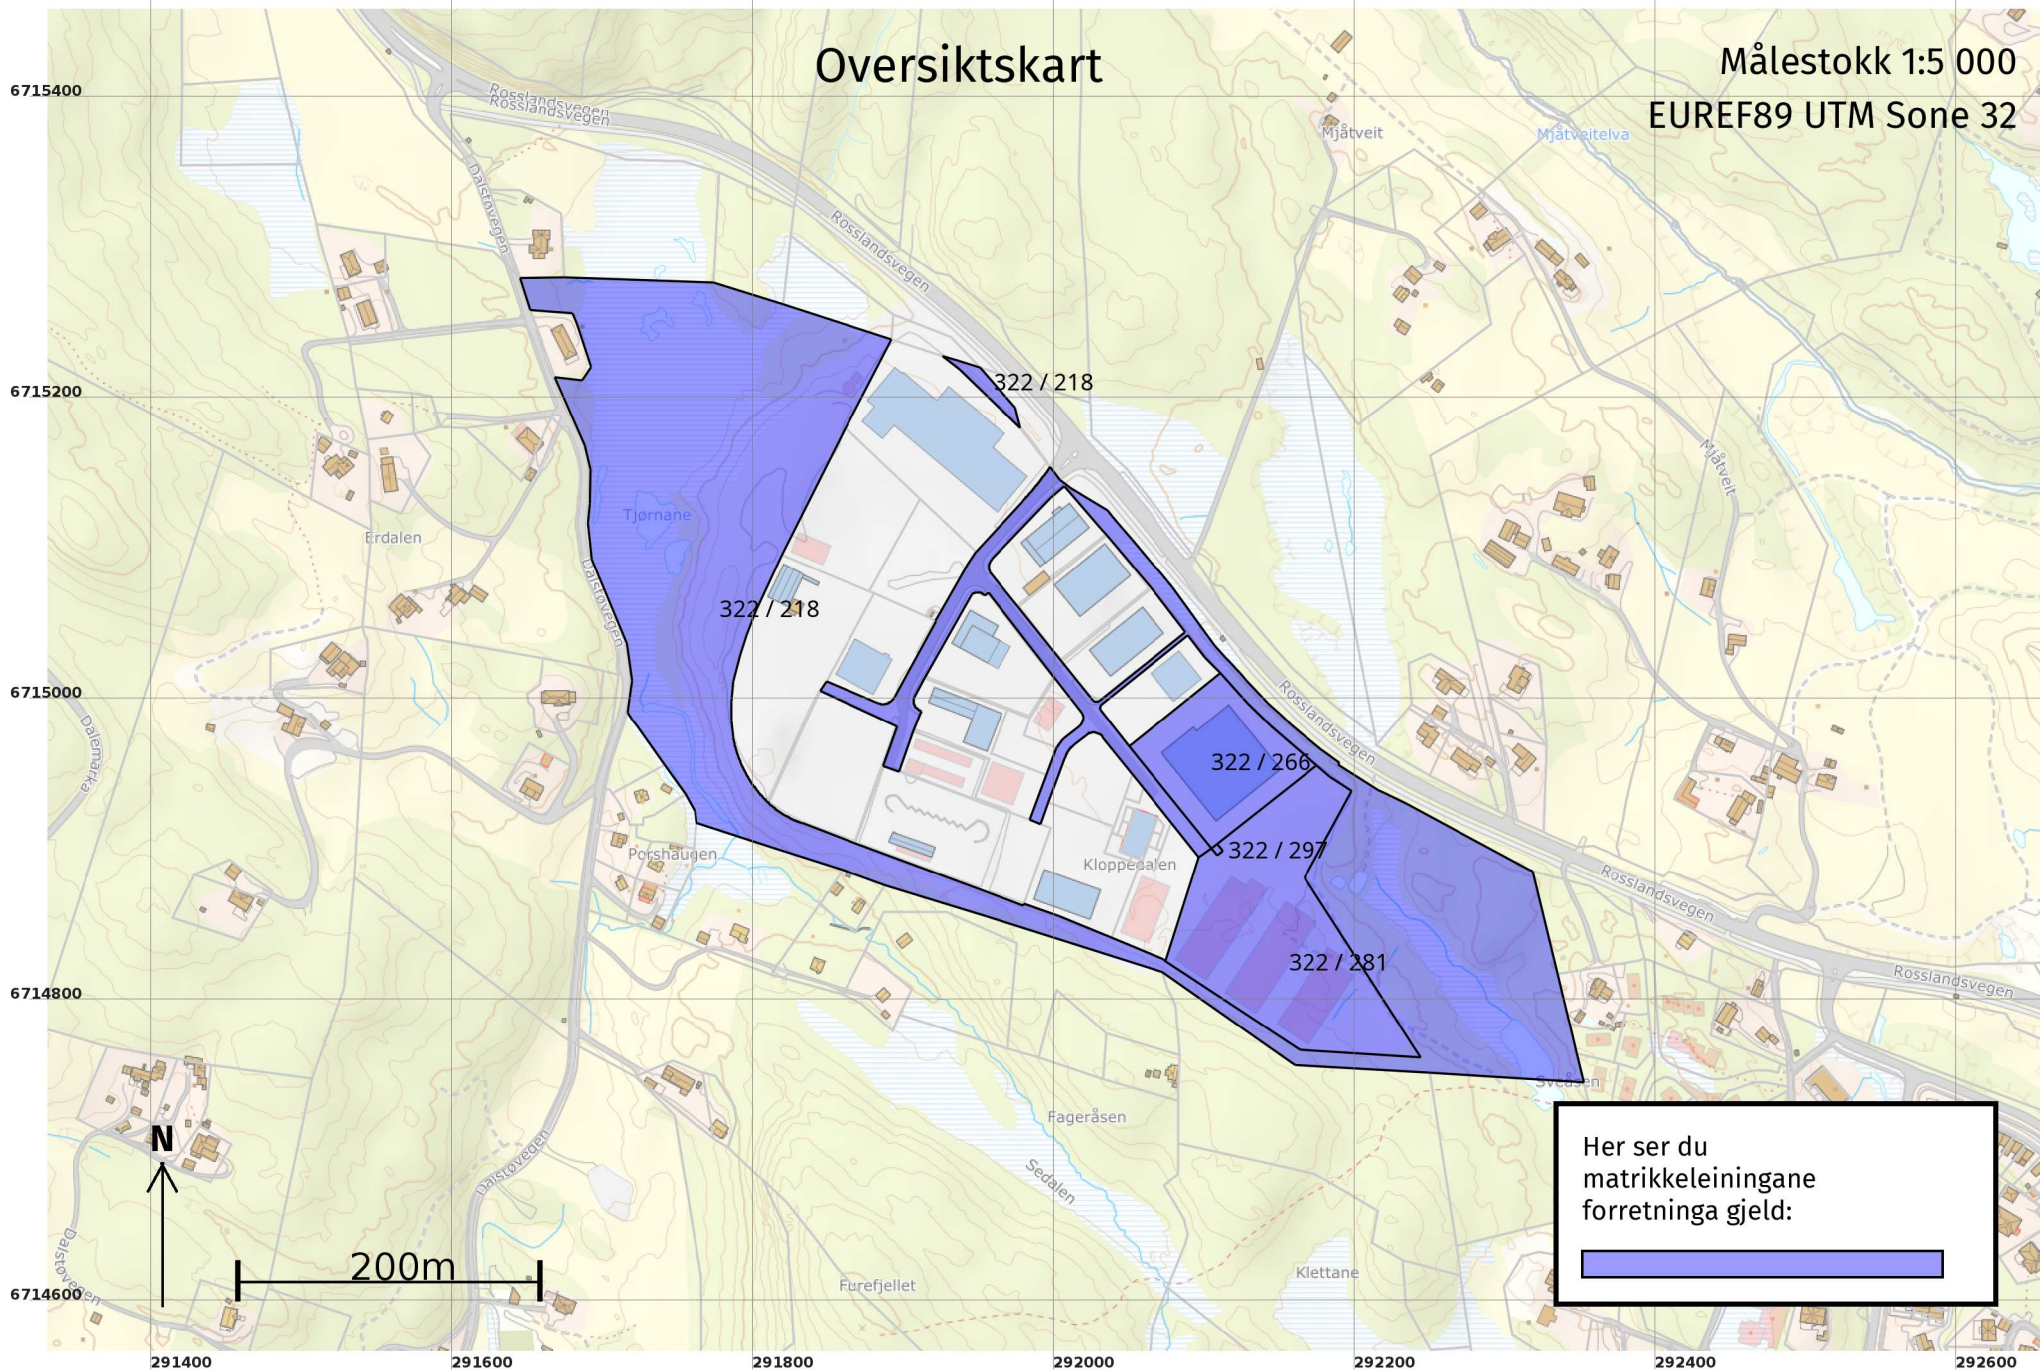 Oversiktskart
Målestokk 1:5 000
EUREF89 UTM Sone 32
6715400
Rosslandsvegen
Rosslandsvegen
Mjåtveit
Mjåtveitelva
Dalstøvegen
Rosslandsvegen
6715200
322 / 218
Mjåtveit
Tjørnane
Erdalen
Dalstøvegen
322 / 218
6715000
Rosslandsvegen
Dalemarka
322 / 266
Porshaugen
Kloppedalen
322 / 297
Rosslandsvegen
322 / 281
Rosslandsvegen
6714800
Sveåsen
Fageråsen
N
Dalstøvegen
Sedalen
Her ser du
matrikkeleiningane
forretninga gjeld:
Dalstøvegen
200m
Furefjellet
Klettane
6714600
291400
291600
291800
292000
292200
292400
292600